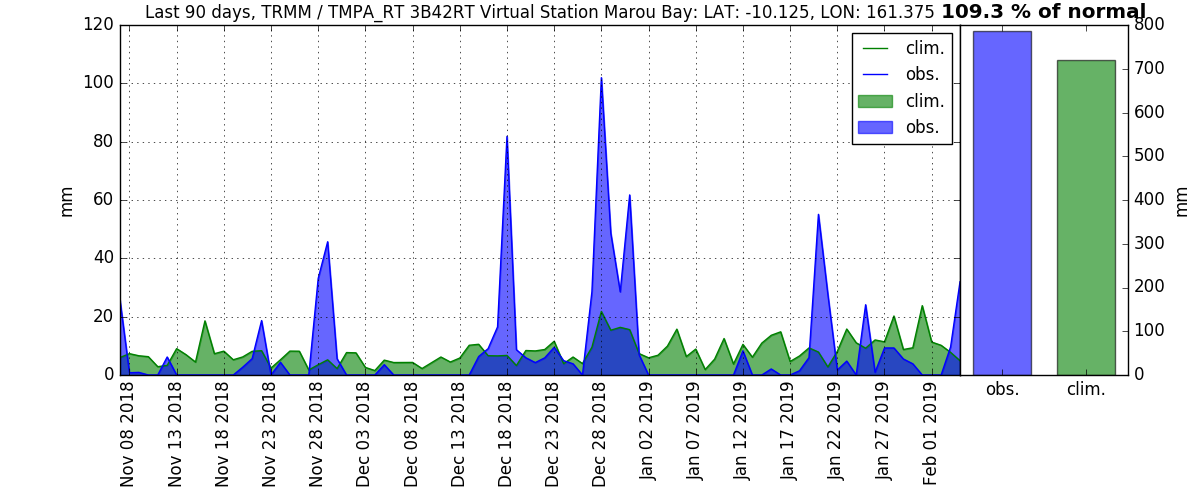 Last 90 days, TRMM / TMPA_RT 3B42RT Virtual Station Marou Bay: LAT: -10.125, LON: 161.375 109.3 % of normal
120
100
80
60
40
20
0
mm
clim.
obs.
clim.
obs.
800
700
600
500
400
300
200
100
0
mm
obs.
clim.
Nov 08 2018
Nov 13 2018
Nov 18 2018
Nov 23 2018
Nov 28 2018
Dec 03 2018
Dec 08 2018
Dec 13 2018
Dec 18 2018
Dec 23 2018
Dec 28 2018
Jan 02 2019
Jan 07 2019
Jan 12 2019
Jan 17 2019
Jan 22 2019
Jan 27 2019
Feb 01 2019